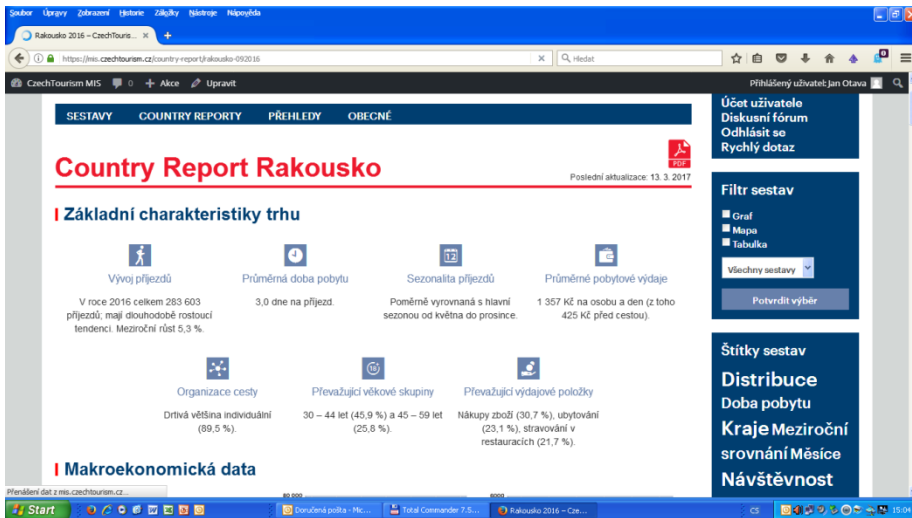 Soubor Úpravy Zobrazení Historie Záložky Nástroje Nápověda
Rakousko 2016 – CzechTouris... × +
https://mis.czechtourism.cz/country-report/rakousko-092016
Hledat
CzechTourism MIS 0 + Akce Upravit
Přihlášený uživatel: Jan Otava
SESTAVY COUNTRY REPORTY PŘEHLEDY OBECNÉ
Country Report Rakousko
PDF
Poslední aktualizace: 13. 3. 2017
Základní charakteristiky trhu
Vývoj příjezdů
V roce 2016 celkem 283 603
příjezdů; mají dlouhodobě rostoucí
tendenci. Meziroční růst 5,3 %.
Průměrná doba pobytu
3,0 dne na příjezd.
12
Sezonalita příjezdů
Poměrně vyrovnaná s hlavní
sezonou od května do prosince.
Průměrné pobytové výdaje
1 357 Kč na osobu a den (z toho
425 Kč před cestou).
Organizace cesty
Drtivá většina individuální
(89,5 %).
18
Převažující věkové skupiny
30 – 44 let (45,9 %) a 45 – 59 let
(25,8 %).
Převažující výdajové položky
Nákupy zboží (30,7 %), ubytování
(23,1 %), stravování v
restauracích (21,7 %).
Makroekonomická data
80 000
6000
Účet uživatele
Diskusní fórum
Odhlásit se
Rychlý dotaz
Filtr sestav
Graf
Mapa
Tabulka
Všechny sestavy
Potvrdit výběr
Štítky sestav
Distribuce
Doba pobytu
Kraje Meziroční
srovnání Měsíce
Návštěvnost
Přenášení dat z mis.czechtourism.cz...
Start
Doručená pošta - Mic...
Total Commander 7.5...
Rakousko 2016 – Cze...
CS
15:04